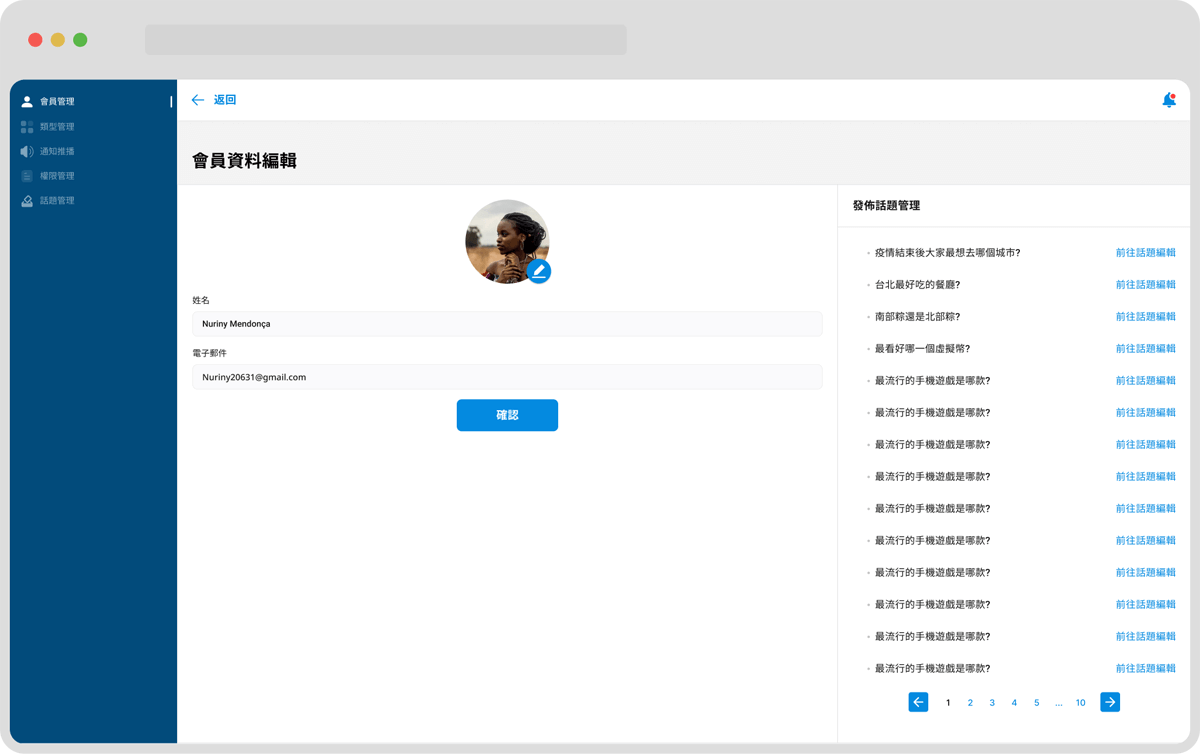 會員管理
類型管理
通知推播
權限管理
話題管理
返回
會員資料編輯
姓名
Nuriny Mendonça
電子郵件
Nuriny20631@gmail.com
確認
發佈話題管理
疫情結束後大家最想去哪個城市? 前往話題編輯
台北最好吃的餐廳? 前往話題編輯
南部粽還是北部粽? 前往話題編輯
最看好哪一個虛擬幣? 前往話題編輯
最流行的手機遊戲是哪款? 前往話題編輯
最流行的手機遊戲是哪款? 前往話題編輯
最流行的手機遊戲是哪款? 前往話題編輯
最流行的手機遊戲是哪款? 前往話題編輯
最流行的手機遊戲是哪款? 前往話題編輯
最流行的手機遊戲是哪款? 前往話題編輯
最流行的手機遊戲是哪款? 前往話題編輯
最流行的手機遊戲是哪款? 前往話題編輯
最流行的手機遊戲是哪款? 前往話題編輯
最流行的手機遊戲是哪款? 前往話題編輯
1 2 3 4 5 ... 10